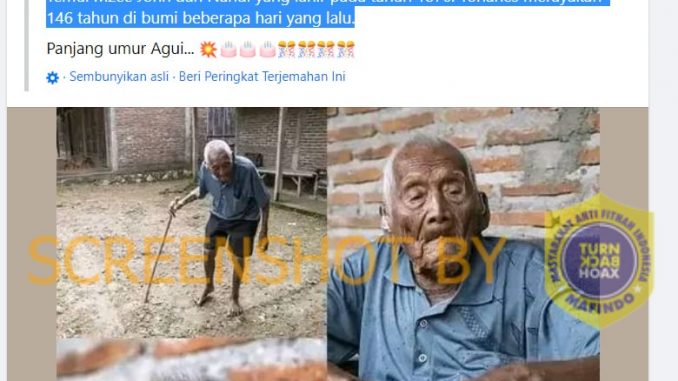 146 tahun di bumi beberapa hari yang lalu.
Panjang umur Agui... 💥🎂🎂🎂🎊🎊🎊🎊
· Sembunyikan asli · Beri Peringkat Terjemahan Ini
SCREENSHOT BY
MASYARAKAT ANTI FITNAH INDONESIA
TURN
BACK
HOAX
MAFINDO